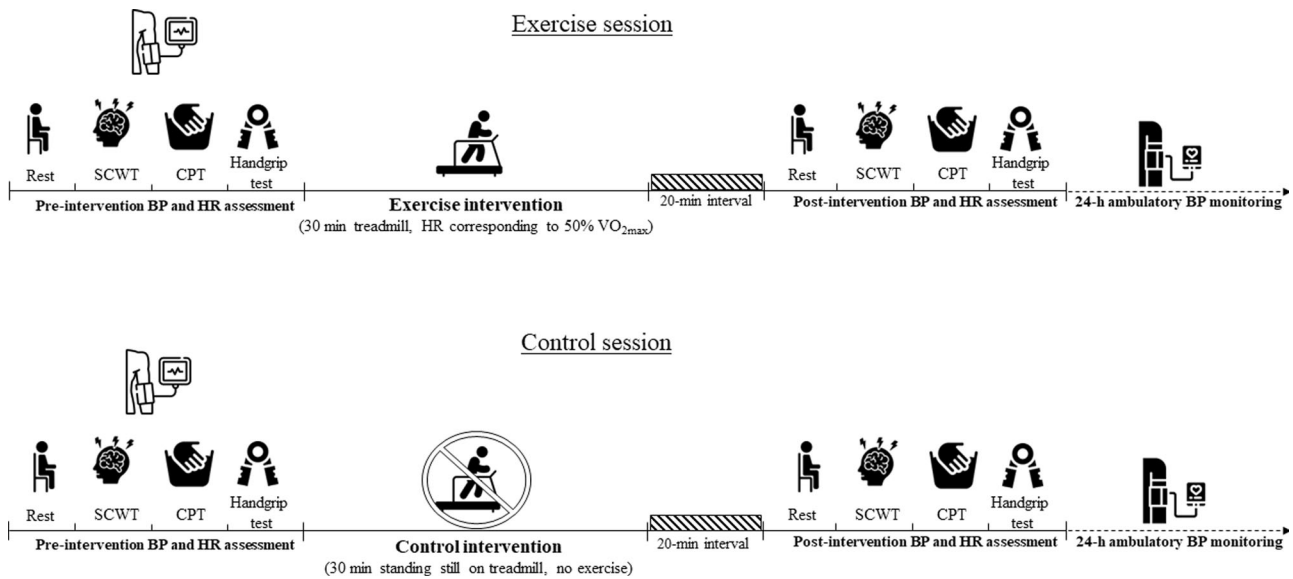 Exercise session
Rest
SCWT
CPT
Handgrip
test
Pre-intervention BP and HR assessment
Exercise intervention
(30 min treadmill, HR corresponding to 50% VO2max)
20-min interval
Rest
SCWT
CPT
Handgrip
test
Post-intervention BP and HR assessment
24-h ambulatory BP monitoring
Control session
Rest
SCWT
CPT
Handgrip
test
Pre-intervention BP and HR assessment
Control intervention
(30 min standing still on treadmill, no exercise)
20-min interval
Rest
SCWT
CPT
Handgrip
test
Post-intervention BP and HR assessment
24-h ambulatory BP monitoring